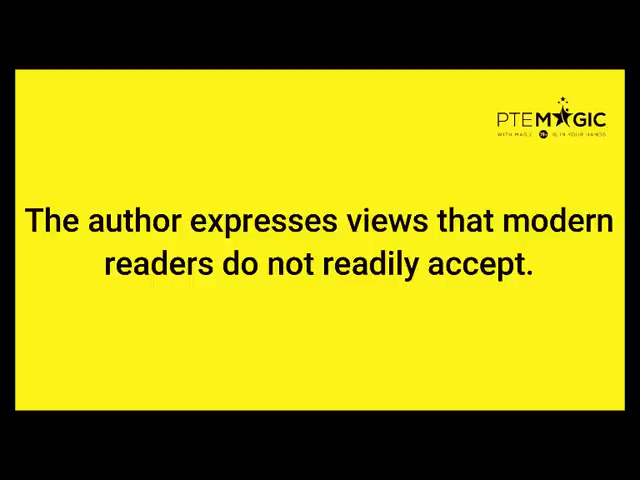 PTEMAGIC
The author expresses views that modern
readers do not readily accept.